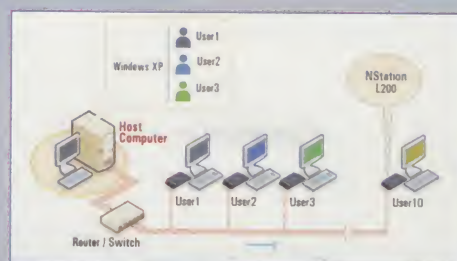 User1
Windows XP
User2
User3
NStation
L200
Host
Computer
User1
User2
User3
User10
Router / Switch